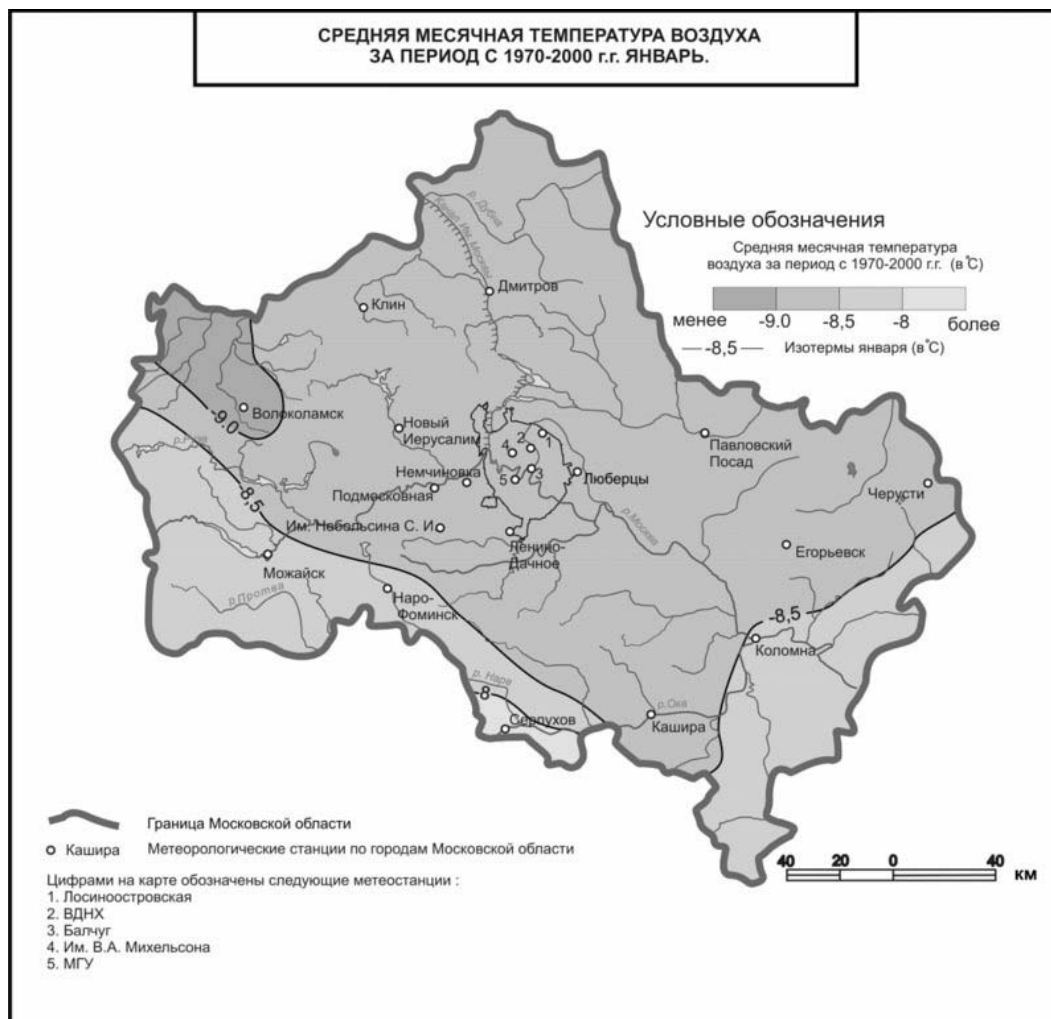 СРЕДНЯЯ МЕСЯЧНАЯ ТЕМПЕРАТУРА ВОЗДУХА
ЗА ПЕРИОД С 1970-2000 г.г. ЯНВАРЬ.
Условные обозначения
Средняя месячная температура
воздуха за период с 1970-2000 г.г. (в°С)
менее -9.0 -8,5 -8 более
-8,5 Изотермы января (в°С)
р. Дубна
Канал Им. Москвы
Дмитров
Клин
Волоколамск
-9.0
Новый
Иерусалим
р.Руза
Немчиновка
Подмосковная
2
1
4
3
5
Люберцы
Павловский
Посад
Черусти
-8,5
Им. Небольсина С. И.
р.Москва
Ленино-
Дачное
Егорьевск
Можайск
р.Протва
Наро-
Фоминск
-8,5
Коломна
р. Нара
-8
Серпухов
р.Ока
Кашира
Граница Московской области
Кашира Метеорологические станции по городам Московской области
Цифрами на карте обозначены следующие метеостанции :
1. Лосиноостровская
2. ВДНХ
3. Балчуг
4. Им. В.А. Михельсона
5. МГУ
40 20 0 40 км